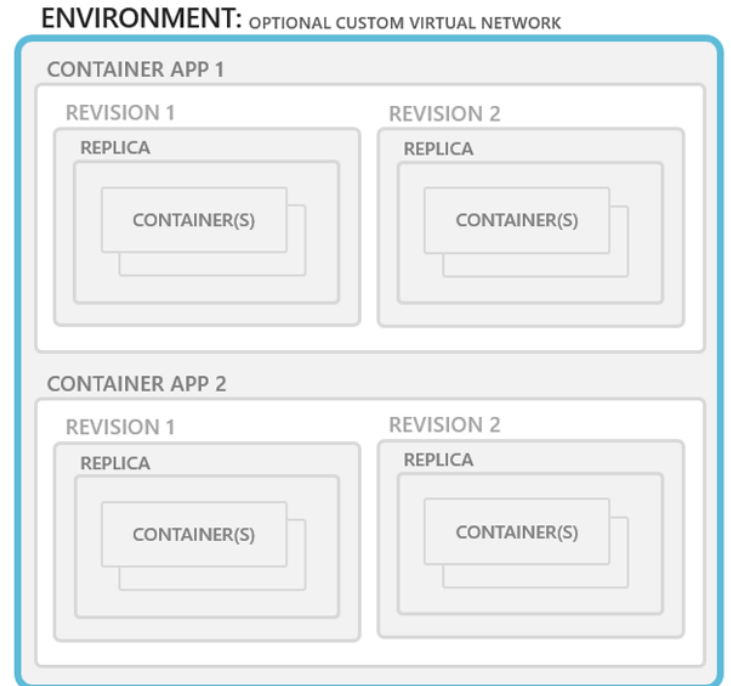 ENVIRONMENT: OPTIONAL CUSTOM VIRTUAL NETWORK
CONTAINER APP 1
REVISION 1
REVISION 2
REPLICA
REPLICA
CONTAINER(S)
CONTAINER(S)
CONTAINER APP 2
REVISION 1
REVISION 2
REPLICA
REPLICA
CONTAINER(S)
CONTAINER(S)